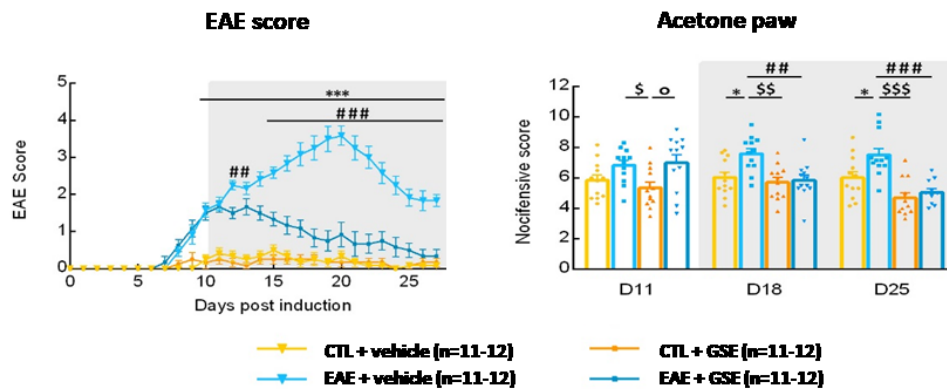 EAE score
5
4
3
2
1
0
EAE Score
***
###
##
0 5 10 15 20 25
Days post induction
Acetone paw
12
10
8
6
4
2
0
Nocifensive score
$ o
##
* $$
###
* $$$
D11 D18 D25
CTL + vehicle (n=11-12)
EAE + vehicle (n=11-12)
CTL + GSE (n=11-12)
EAE + GSE (n=11-12)